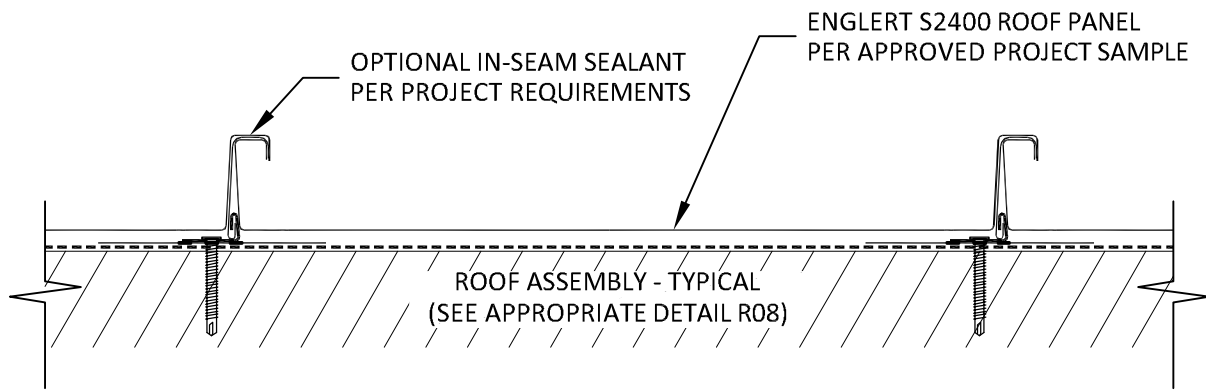 ENGLERT S2400 ROOF PANEL
PER APPROVED PROJECT SAMPLE
OPTIONAL IN-SEAM SEALANT
PER PROJECT REQUIREMENTS
ROOF ASSEMBLY - TYPICAL
(SEE APPROPRIATE DETAIL R08)